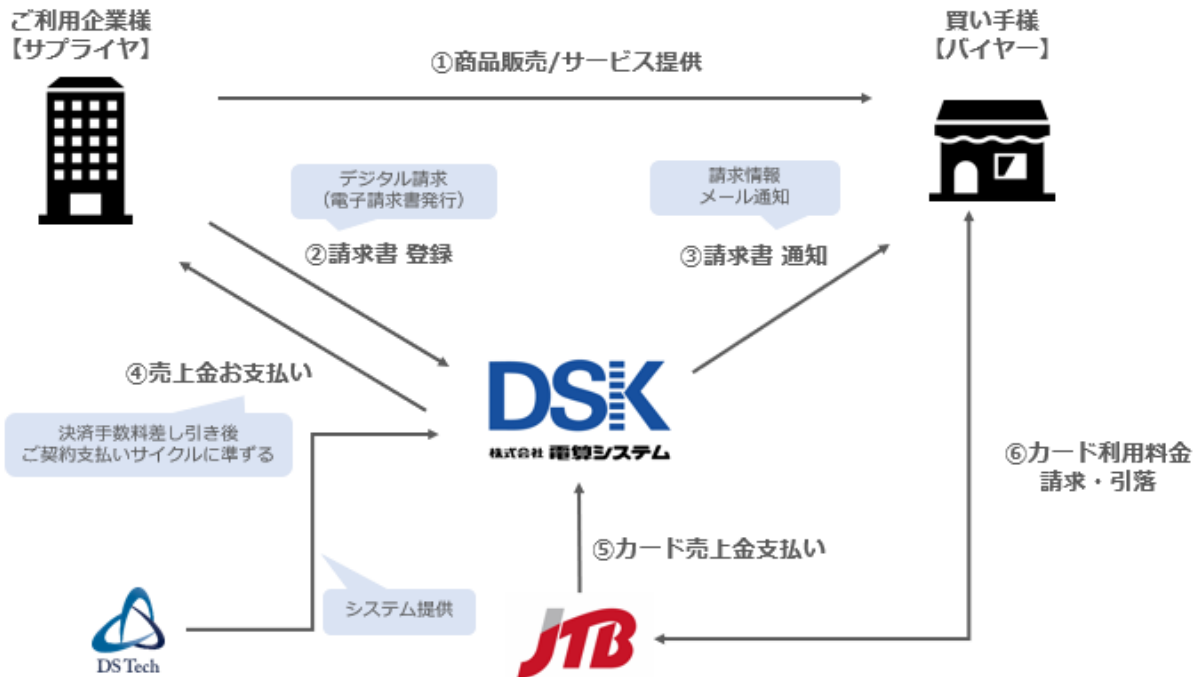 ご利用企業様
【サプライヤ】
買い手様
【バイヤー】
①商品販売/サービス提供
デジタル請求
（電子請求書発行）
請求情報
メール通知
②請求書 登録
③請求書 通知
④売上金お支払い
DSK
株式会社 電算システム
決済手数料差し引き後
ご契約支払いサイクルに準ずる
⑥カード利用料金
請求・引落
⑤カード売上金支払い
システム提供
DS Tech
JTB